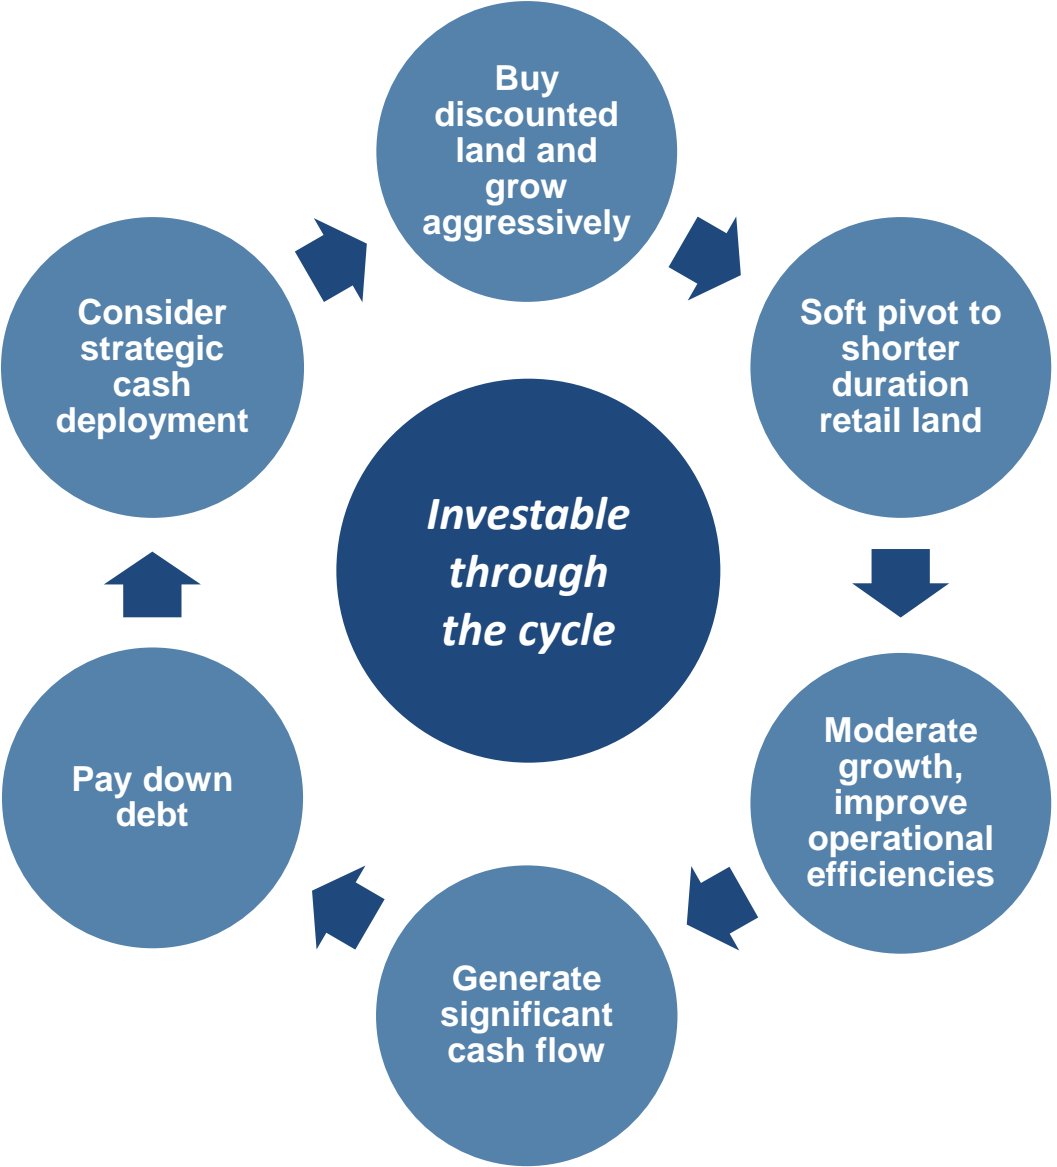 Buy
discounted
land and
grow
aggressively
Soft pivot to
shorter
duration
retail land
Moderate
growth,
improve
operational
efficiencies
Generate
significant
cash flow
Pay down
debt
Consider
strategic
cash
deployment
Investable
through
the cycle